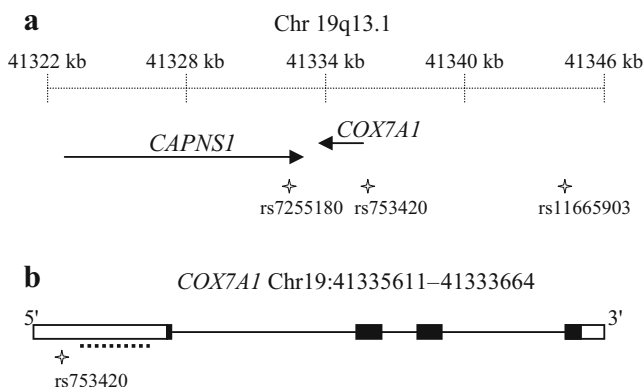 a
Chr 19q13.1
41322 kb 41328 kb 41334 kb 41340 kb 41346 kb
COX7A1
CAPNS1
rs7255180 rs753420 rs11665903
b
COX7A1 Chr19:41335611–41333664
5' 3'
rs753420